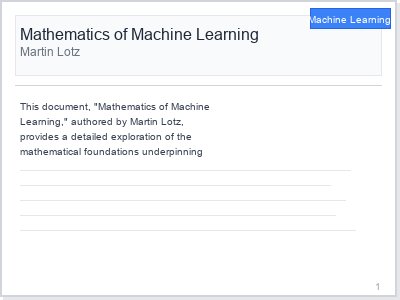 Machine Learning
Mathematics of Machine Learning
Martin Lotz
This document, "Mathematics of Machine
Learning," authored by Martin Lotz,
provides a detailed exploration of the
mathematical foundations underpinning
1